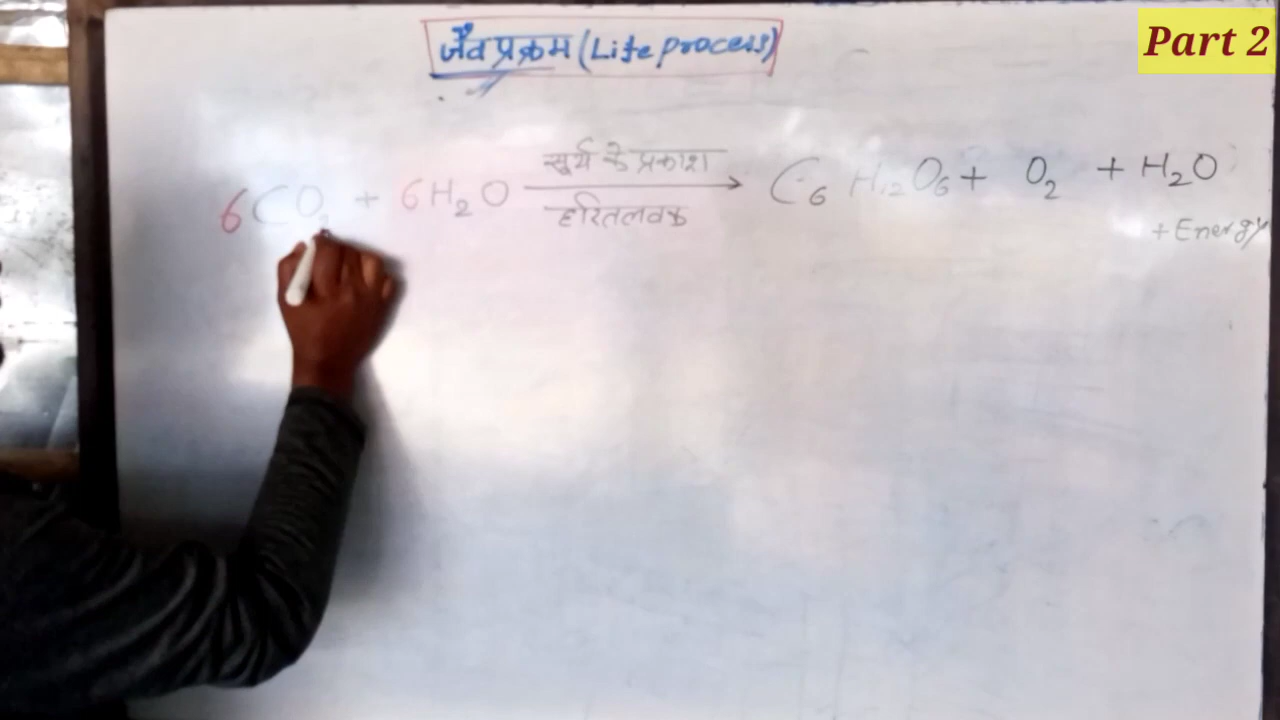 Part 2
जैव प्रक्रम (Life process)
सूर्य के प्रकाश
6CO₂ + 6H₂O ⟶ C₆H₁₂O₆ + O₂ + H₂O
हरितलवक
+ Energy